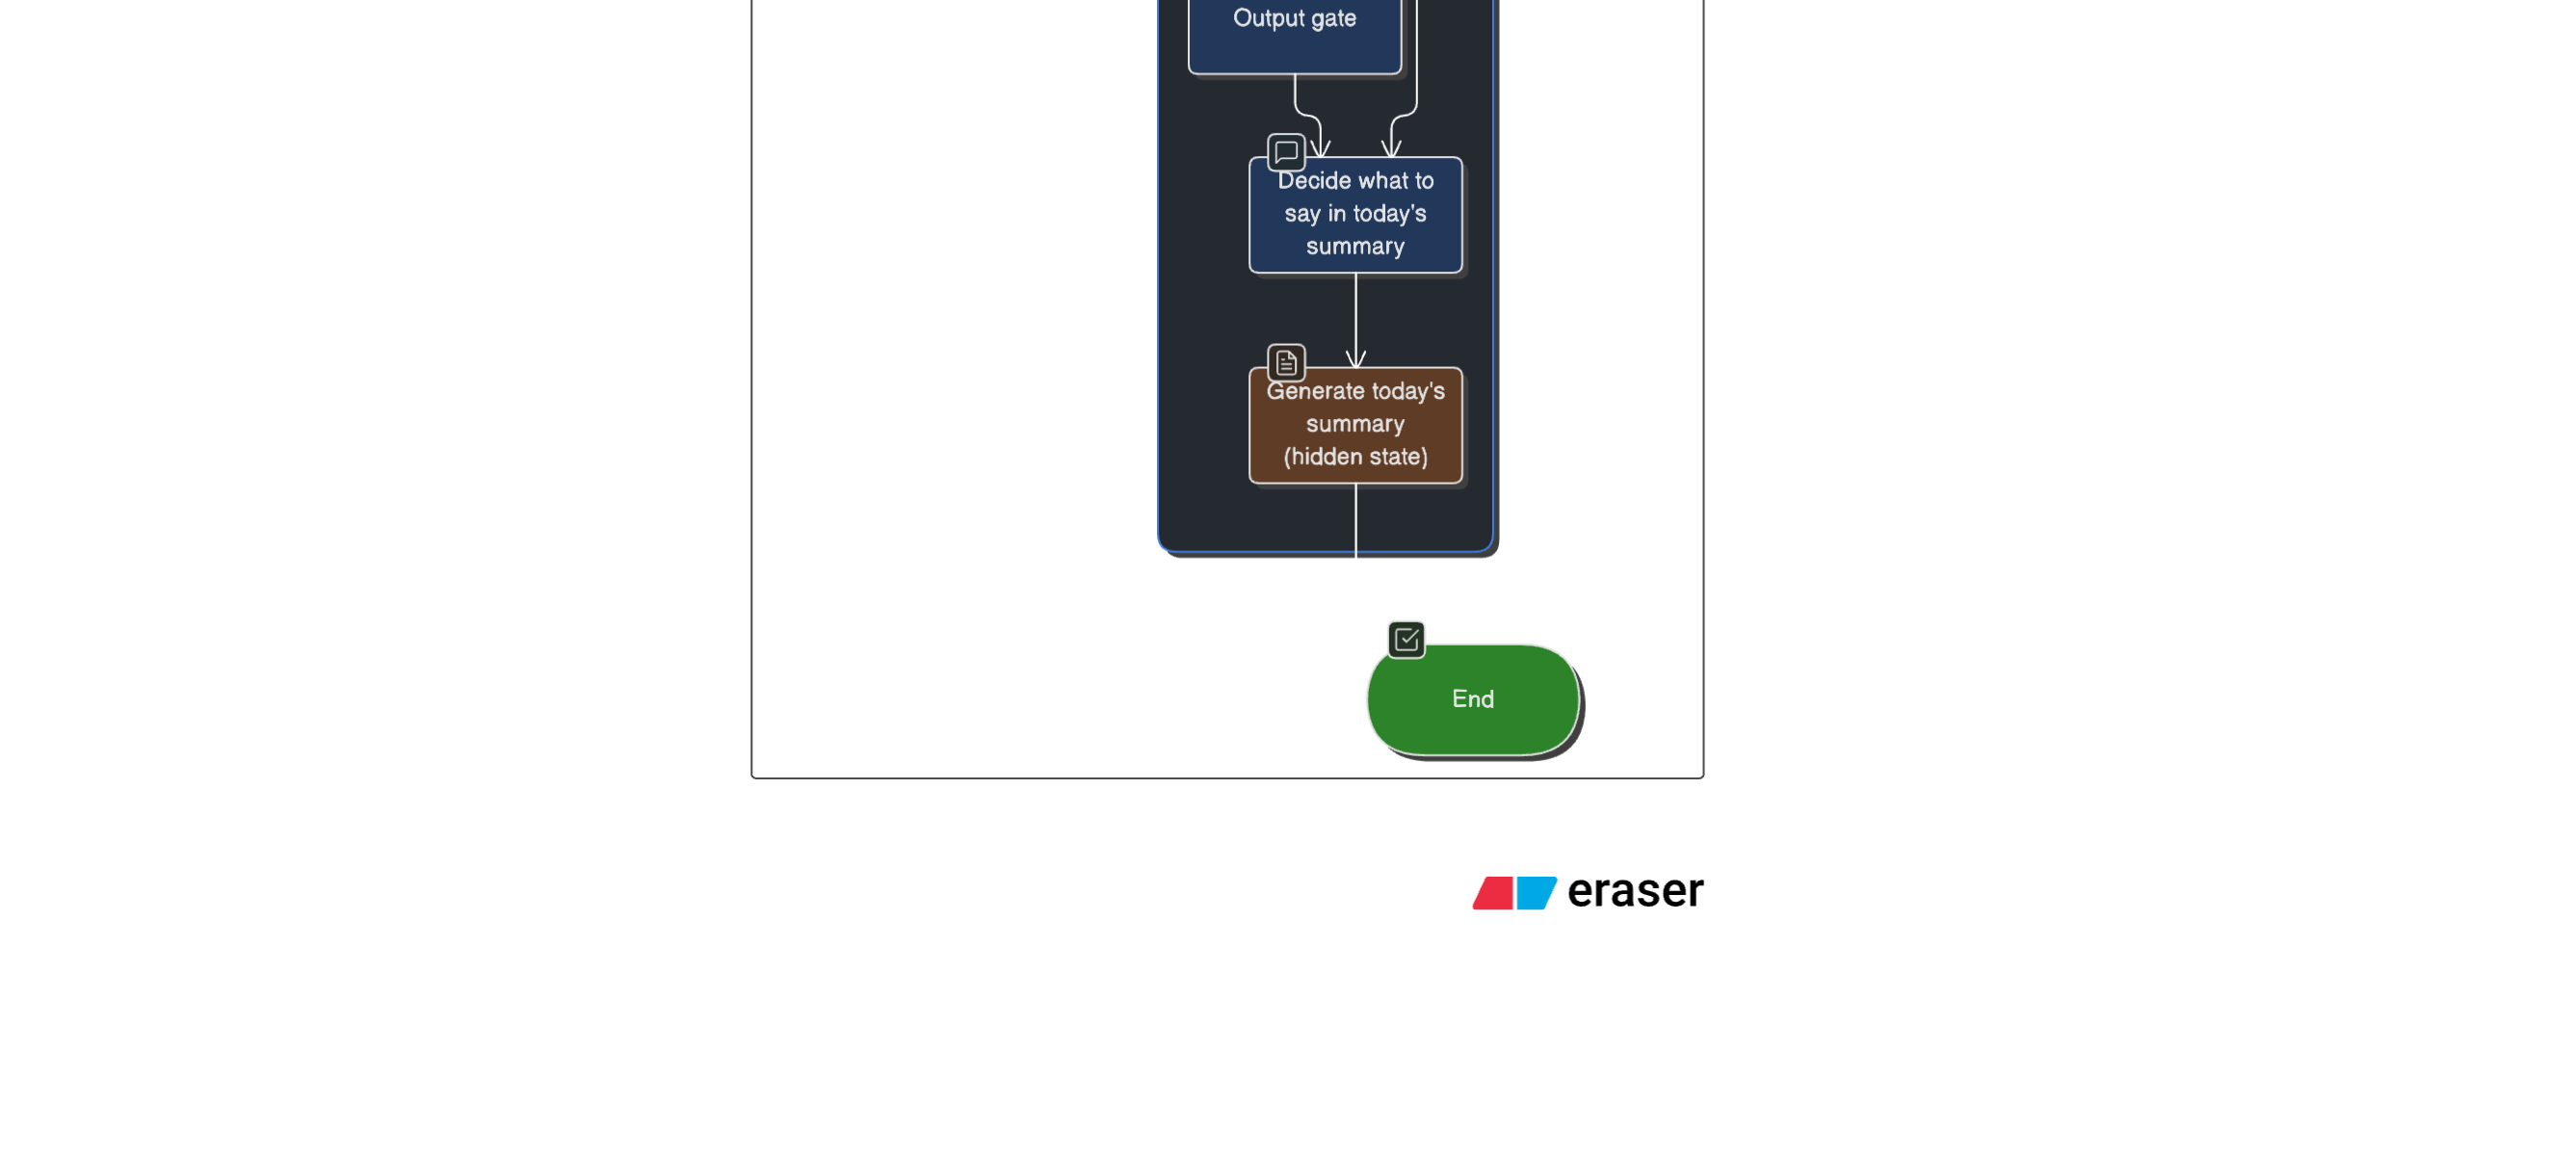 Output gate
Decide what to
say in today's
summary
Generate today's
summary
(hidden state)
End
eraser